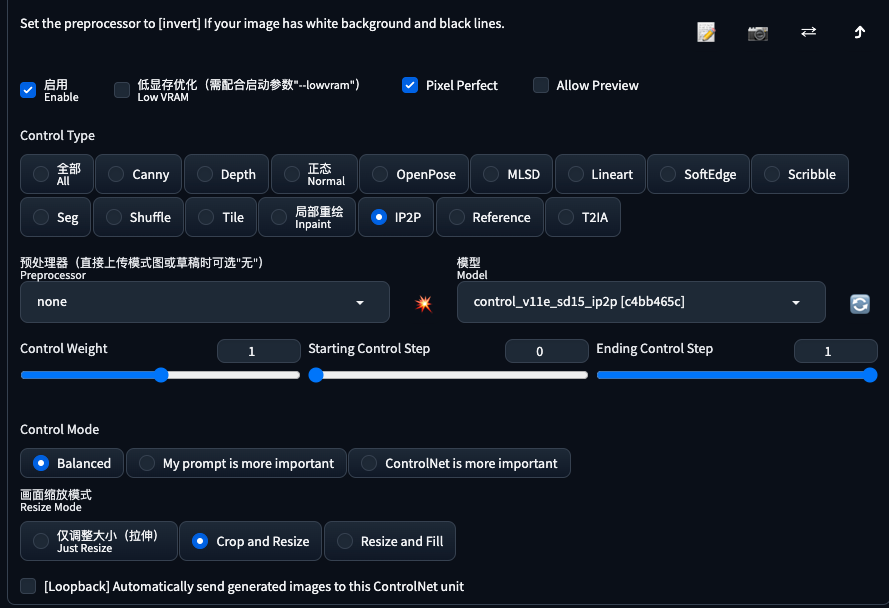 Set the preprocessor to [invert] If your image has white background and black lines.
启用
Enable
低显存优化（需配合启动参数"--lowvram"）
Low VRAM
Pixel Perfect
Allow Preview
Control Type
全部
All
Canny
Depth
正态
Normal
OpenPose
MLSD
Lineart
SoftEdge
Scribble
Seg
Shuffle
Tile
局部重绘
Inpaint
IP2P
Reference
T2IA
预处理器（直接上传模式图或草稿时可选"无"）
Preprocessor
模型
Model
none
control_v11e_sd15_ip2p [c4bb465c]
Control Weight
1
Starting Control Step
0
Ending Control Step
1
Control Mode
Balanced
My prompt is more important
ControlNet is more important
画面缩放模式
Resize Mode
仅调整大小（拉伸）
Just Resize
Crop and Resize
Resize and Fill
[Loopback] Automatically send generated images to this ControlNet unit